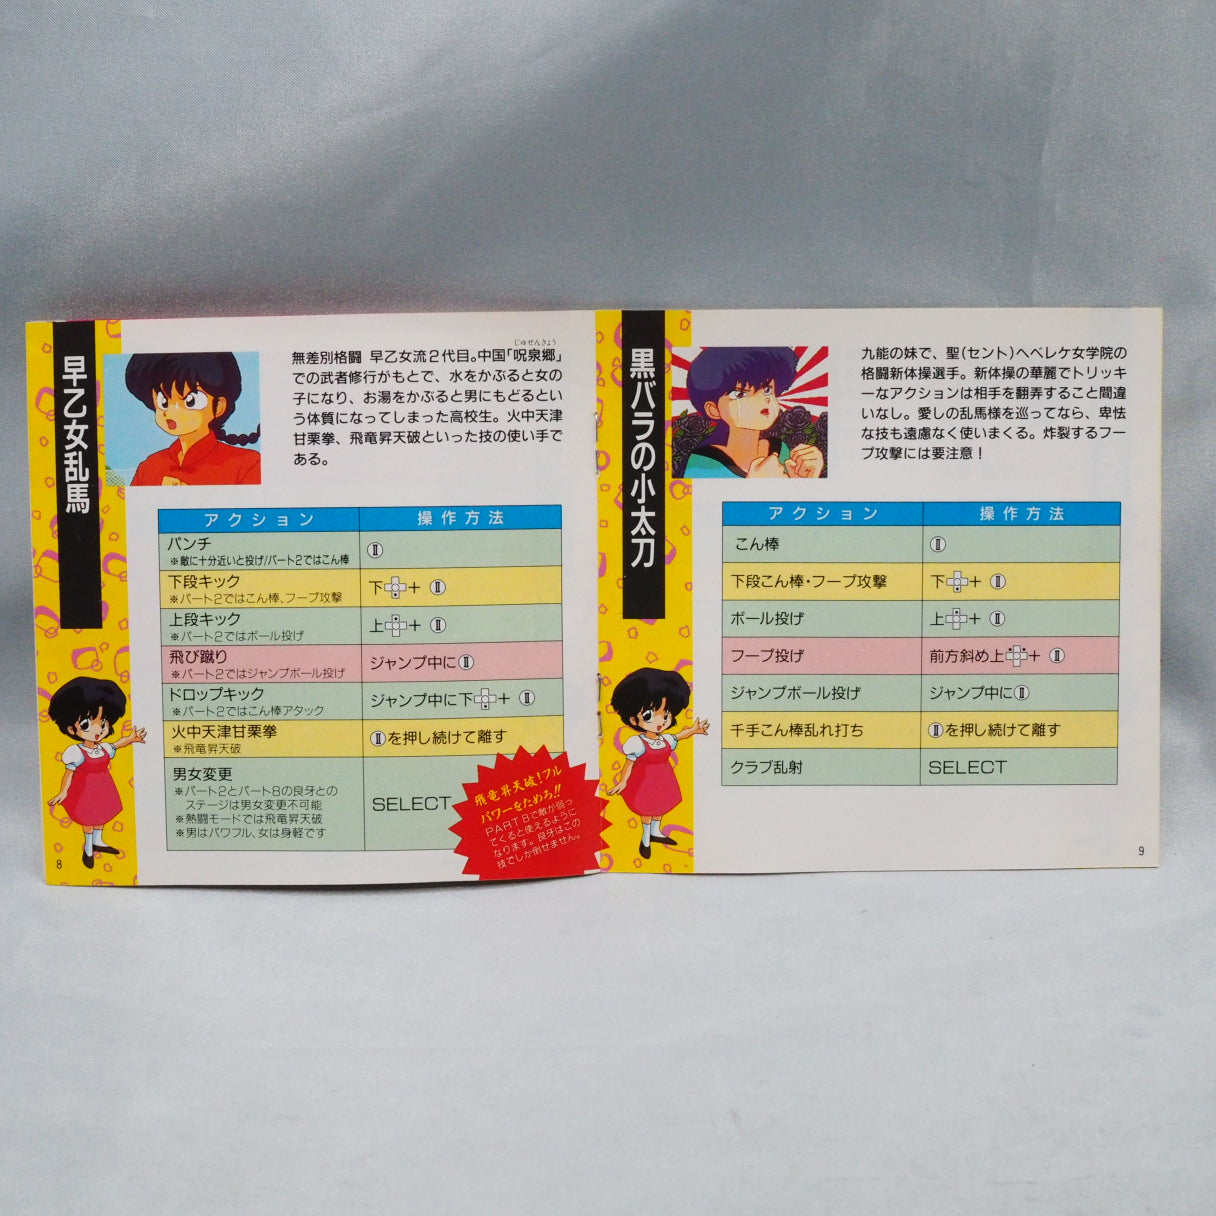 早乙女乱馬
じゅせんきょう
無差別格闘 早乙女流2代目。中国「呪泉郷」
での武者修行がもとで、水をかぶると女の
子になり、お湯をかぶると男にもどるとい
う体質になってしまった高校生。火中天津
甘栗拳、飛竜昇天破といった技の使い手で
ある。
アクション 操作方法
パンチ Ⅱ
※敵に十分近いと投げ/パート2ではこん棒
下段キック 下+Ⅱ
※パート2ではこん棒、フープ攻撃
上段キック 上+Ⅱ
※パート2ではボール投げ
飛び蹴り ジャンプ中にⅡ
※パート2ではジャンプボール投げ
ドロップキック ジャンプ中に下+Ⅱ
※パート2ではこん棒アタック
火中天津甘栗拳 Ⅱを押し続けて離す
※飛竜昇天破
男女変更 SELECT
※パート2とパート8の良牙との
ステージは男女変更不可能
※熱闘モードでは飛竜昇天破
※男はパワフル、女は身軽です
飛竜昇天破!フル
パワーをためろ!!
PART8で敵が弱っ
てくると使えるように
なります。良牙はこの
技でしか倒せません。
8
黒バラの小太刀
九能の妹で、聖(セント)ヘベレケ女学院の
格闘新体操選手。新体操の華麗でトリッキ
ーなアクションは相手を翻弄すること間違
いなし。愛しの乱馬様を巡ってなら、卑怯
な技も遠慮なく使いまくる。炸裂するフー
プ攻撃には要注意!
アクション 操作方法
こん棒 Ⅱ
下段こん棒・フープ攻撃 下+Ⅱ
ボール投げ 上+Ⅱ
フープ投げ 前方斜め上+Ⅱ
ジャンプボール投げ ジャンプ中にⅡ
千手こん棒乱れ打ち Ⅱを押し続けて離す
クラブ乱射 SELECT
9